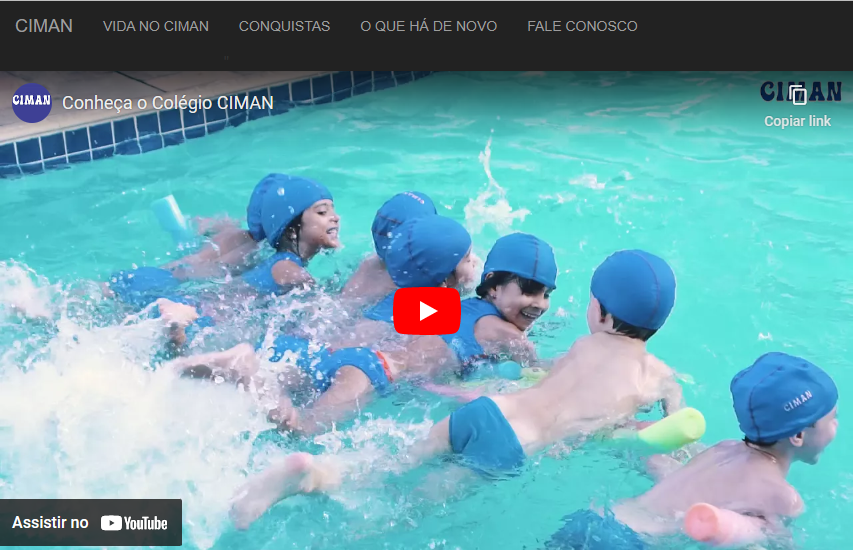 CIMAN VIDA NO CIMAN CONQUISTAS O QUE HÁ DE NOVO FALE CONOSCO
CIMAN Conheça o Colégio CIMAN
CIMAN
Copiar link
CIMAN
Assistir no YouTube